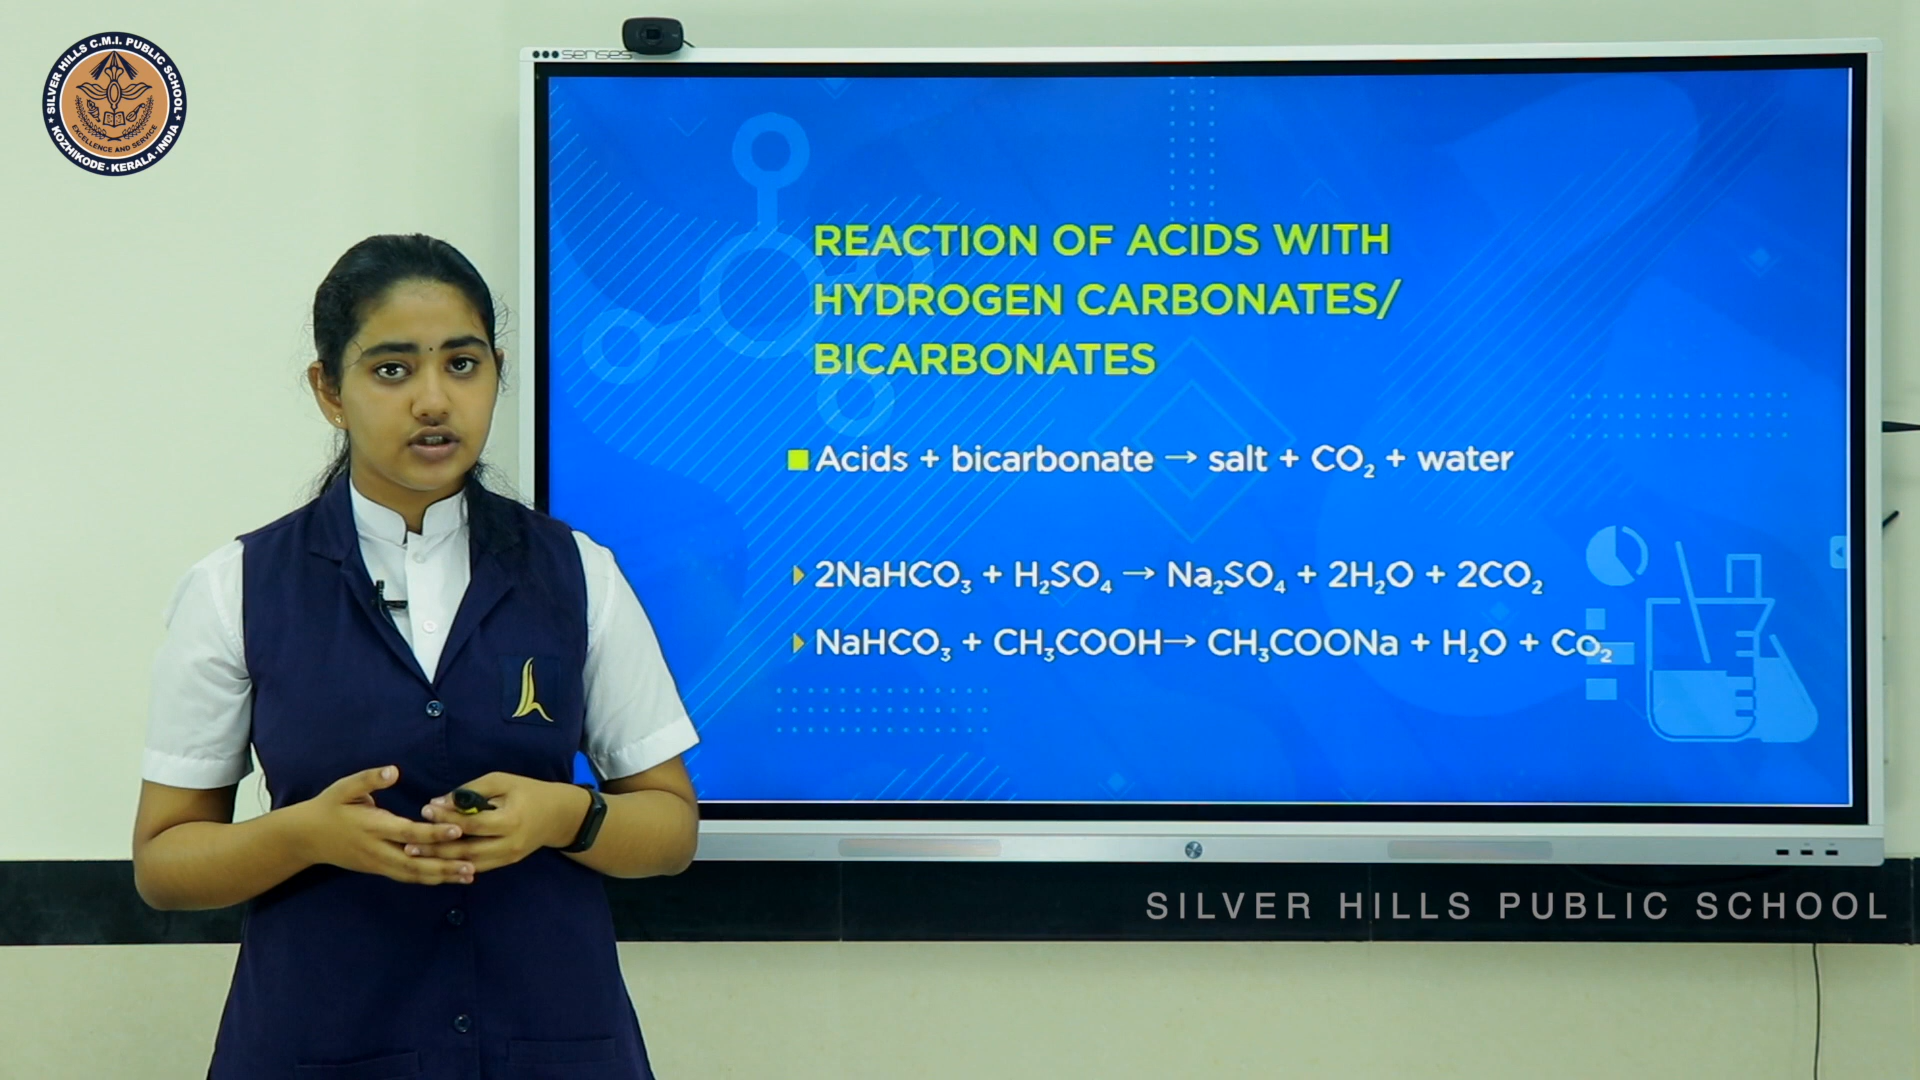 SILVER HILLS C.M.I. PUBLIC SCHOOL
EXCELLENCE AND SERVICE
KOZHIKODE · KERALA · INDIA
senses
REACTION OF ACIDS WITH
HYDROGEN CARBONATES/
BICARBONATES
Acids + bicarbonate → salt + CO₂ + water
2NaHCO₃ + H₂SO₄ → Na₂SO₄ + 2H₂O + 2CO₂
NaHCO₃ + CH₃COOH→ CH₃COONa + H₂O + Co₂
SILVER HILLS PUBLIC SCHOOL